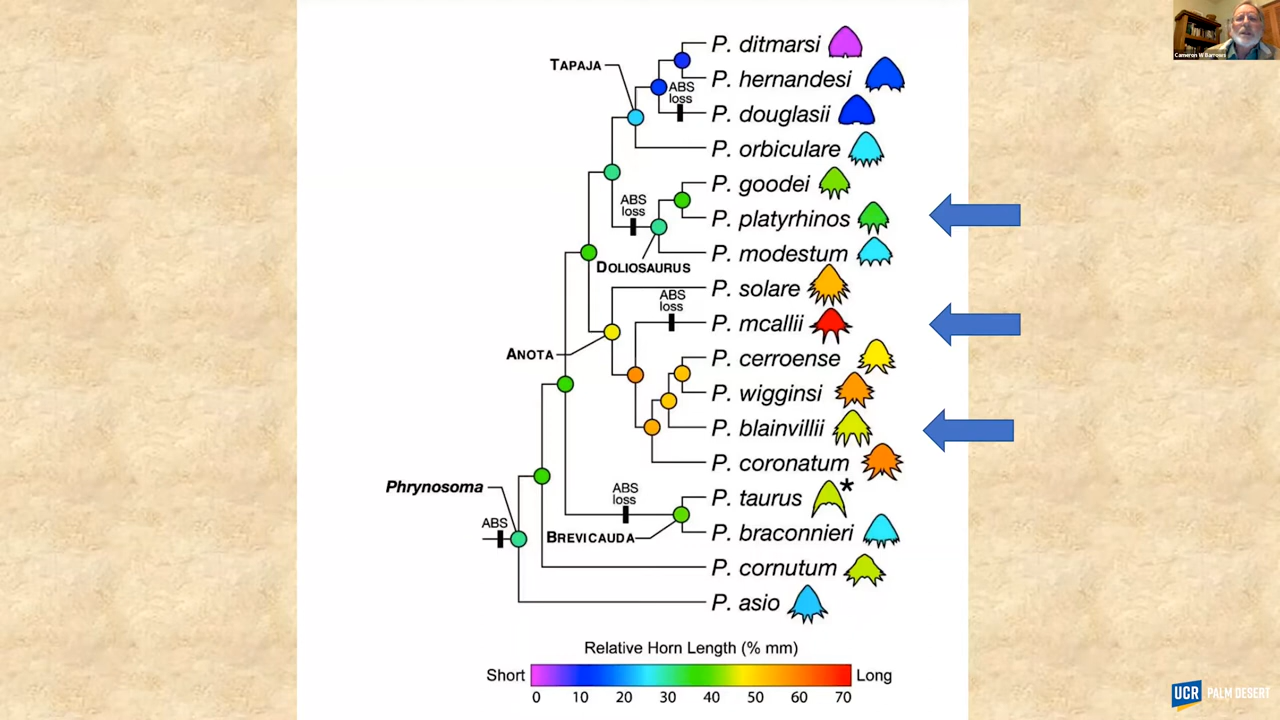 Cameron W Barrows
P. ditmarsi
TAPAJA
P. hernandesi
ABS
loss
P. douglasii
P. orbiculare
P. goodei
ABS
loss
P. platyrhinos
P. modestum
DOLIOSAURUS
P. solare
ABS
loss
P. mcallii
ANOTA
P. cerroense
P. wigginsi
P. blainvillii
P. coronatum
Phrynosoma
ABS
loss
P. taurus *
ABS
BREVICAUDA
P. braconnieri
P. cornutum
P. asio
Relative Horn Length (% mm)
Short Long
0 10 20 30 40 50 60 70
UCR PALM DESERT